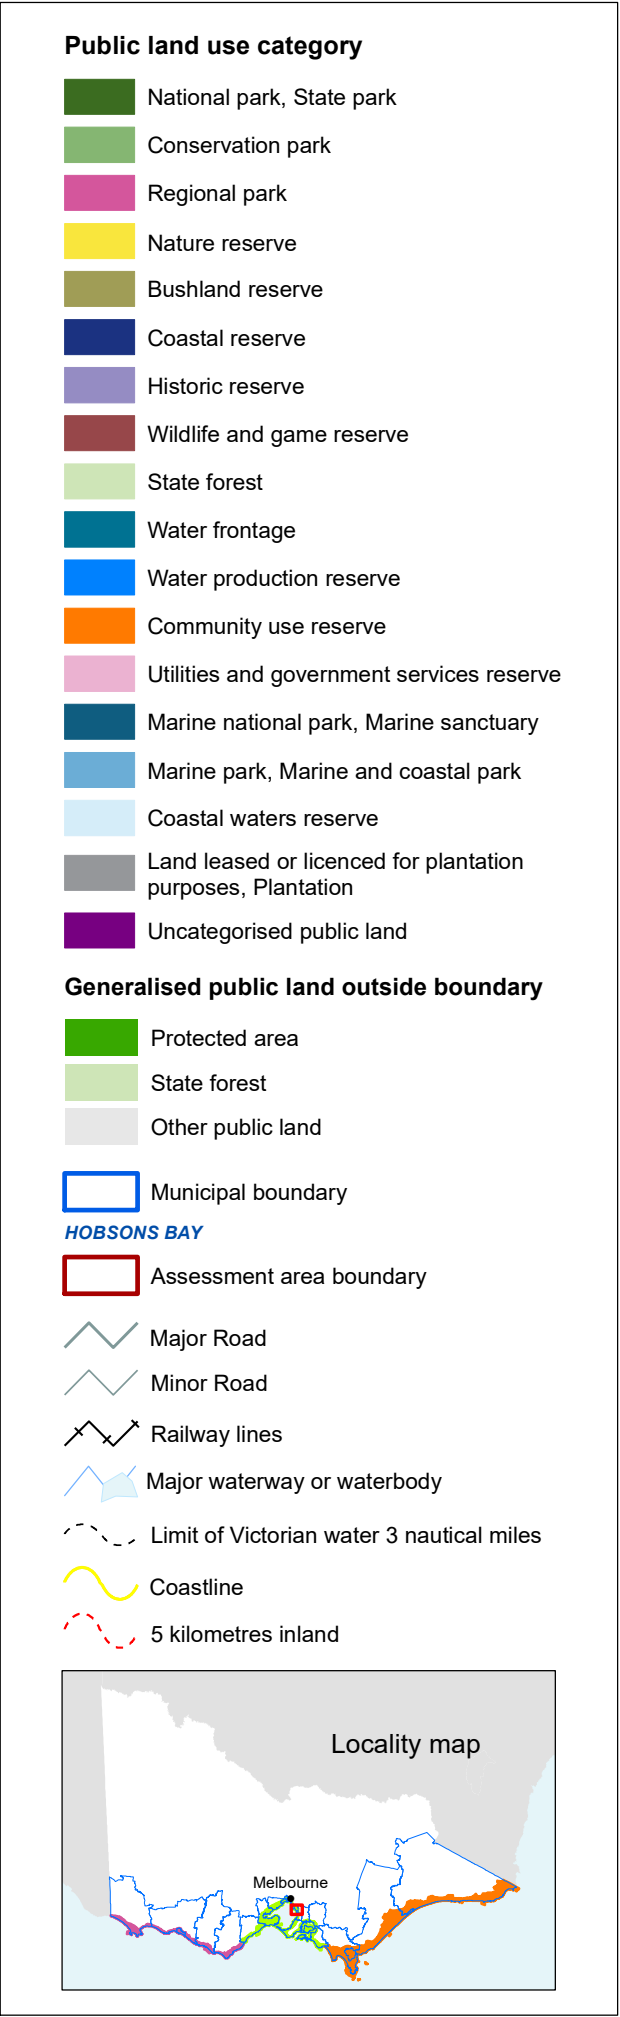 Public land use category
National park, State park
Conservation park
Regional park
Nature reserve
Bushland reserve
Coastal reserve
Historic reserve
Wildlife and game reserve
State forest
Water frontage
Water production reserve
Community use reserve
Utilities and government services reserve
Marine national park, Marine sanctuary
Marine park, Marine and coastal park
Coastal waters reserve
Land leased or licenced for plantation
purposes, Plantation
Uncategorised public land
Generalised public land outside boundary
Protected area
State forest
Other public land
Municipal boundary
HOBSONS BAY
Assessment area boundary
Major Road
Minor Road
Railway lines
Major waterway or waterbody
Limit of Victorian water 3 nautical miles
Coastline
5 kilometres inland
Locality map
Melbourne